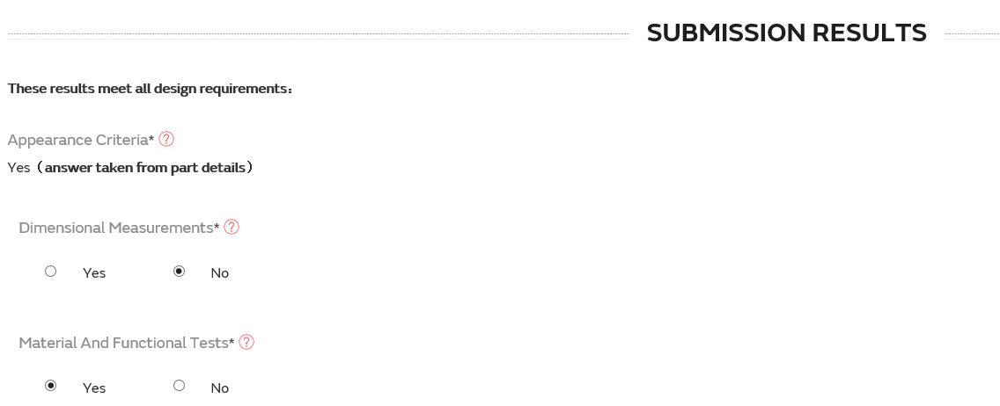 SUBMISSION RESULTS
These results meet all design requirements：
Appearance Criteria* ?
Yes（answer taken from part details）
Dimensional Measurements* ?
Yes No
Material And Functional Tests* ?
Yes No